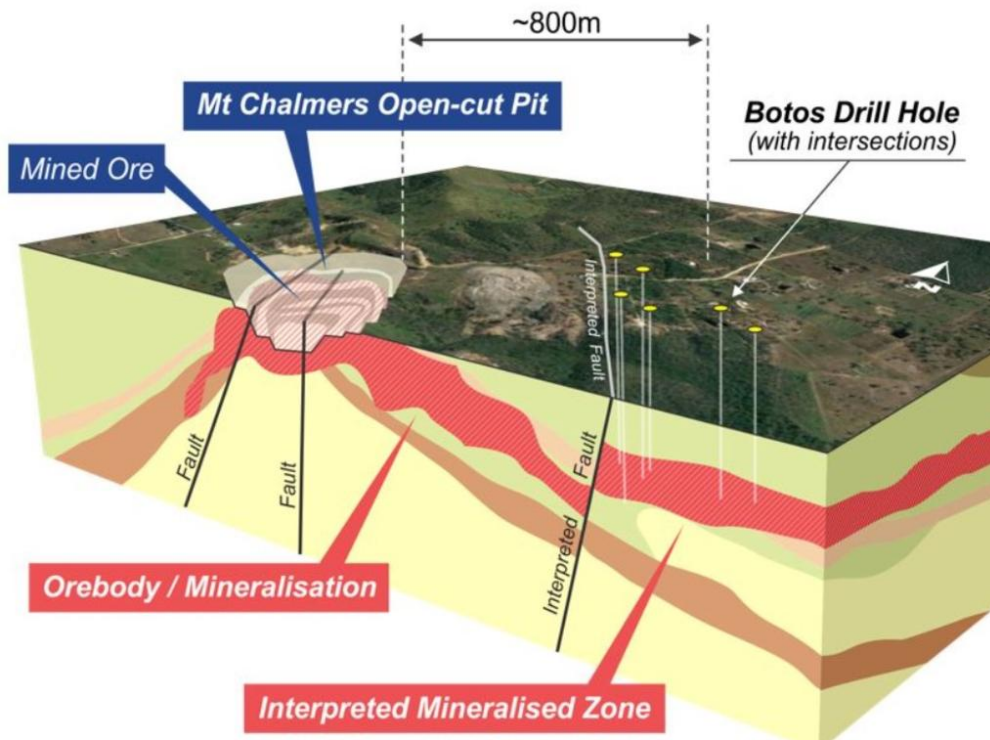 ~800m
Mt Chalmers Open-cut Pit
Botos Drill Hole
(with intersections)
Mined Ore
Interpreted Fault
N
Fault
Fault
Interpreted Fault
Orebody / Mineralisation
Interpreted Mineralised Zone